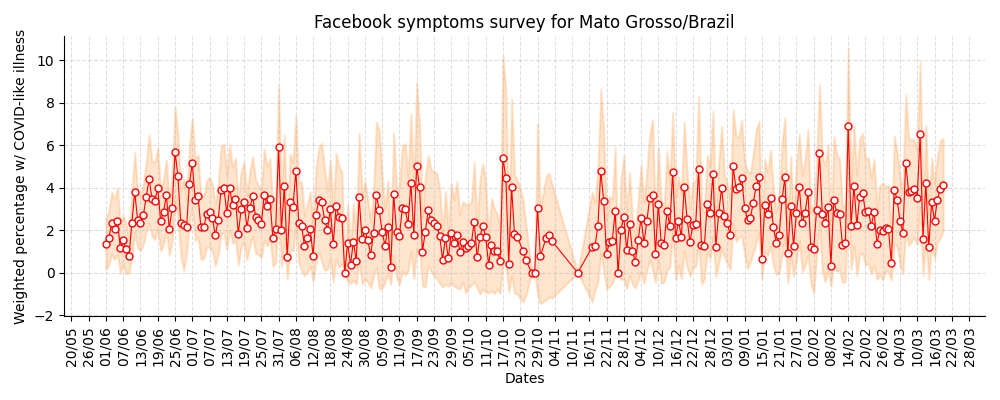 Facebook symptoms survey for Mato Grosso/Brazil
Weighted percentage w/ COVID-like illness
10
8
6
4
2
0
−2
20/05 26/05 01/06 07/06 13/06 19/06 25/06 01/07 07/07 13/07 19/07 25/07 31/07 06/08 12/08 18/08 24/08 30/08 05/09 11/09 17/09 23/09 29/09 05/10 11/10 17/10 23/10 29/10 04/11 10/11 16/11 22/11 28/11 04/12 10/12 16/12 22/12 28/12 03/01 09/01 15/01 21/01 27/01 02/02 08/02 14/02 20/02 26/02 04/03 10/03 16/03 22/03 28/03
Dates